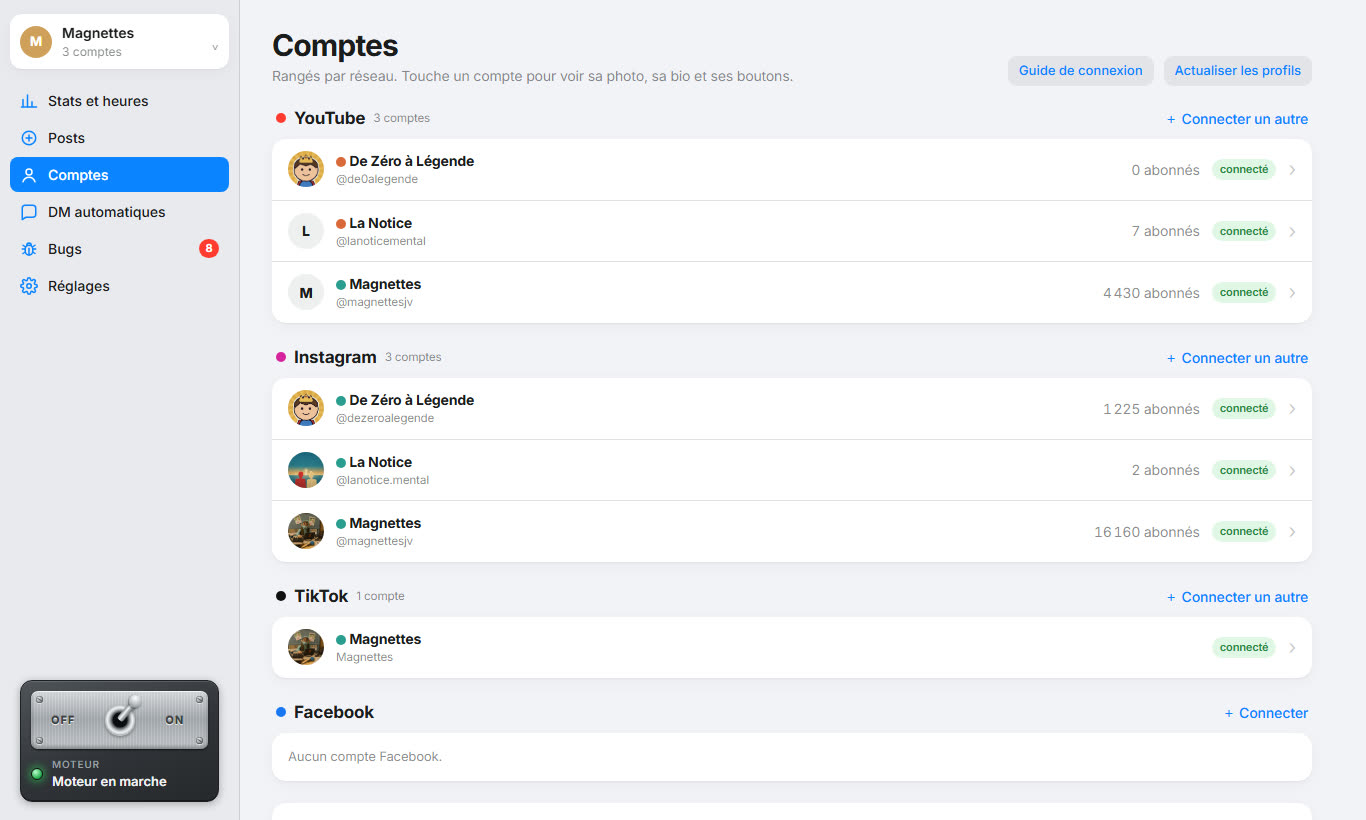 M
Magnettes
3 comptes
Stats et heures
Posts
Comptes
DM automatiques
Bugs
8
Réglages
OFF
ON
MOTEUR
Moteur en marche
Comptes
Rangés par réseau. Touche un compte pour voir sa photo, sa bio et ses boutons.
Guide de connexion
Actualiser les profils
YouTube 3 comptes
+ Connecter un autre
De Zéro à Légende
@de0alegende
0 abonnés connecté
L
La Notice
@lanoticemental
7 abonnés connecté
M
Magnettes
@magnettesjv
4 430 abonnés connecté
Instagram 3 comptes
+ Connecter un autre
De Zéro à Légende
@dezeroalegende
1 225 abonnés connecté
La Notice
@lanotice.mental
2 abonnés connecté
Magnettes
@magnettesjv
16 160 abonnés connecté
TikTok 1 compte
+ Connecter un autre
Magnettes
Magnettes
connecté
Facebook
+ Connecter
Aucun compte Facebook.